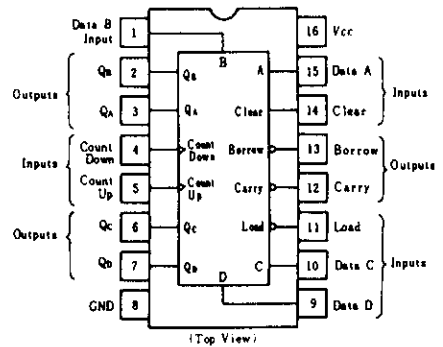 Data B
Input
1
16
Vcc
B
Outputs
QB
2
QB
A
15
Data A
QA
3
QA
Clear
14
Clear
Inputs
Inputs
Count
Down
4
Count
Down
Borrow
13
Borrow
Count
Up
5
Count
Up
Carry
12
Carry
Outputs
Outputs
Qc
6
Qc
Load
11
Load
QD
7
QD
C
10
Data C
Inputs
D
GND
8
9
Data D
(Top View)